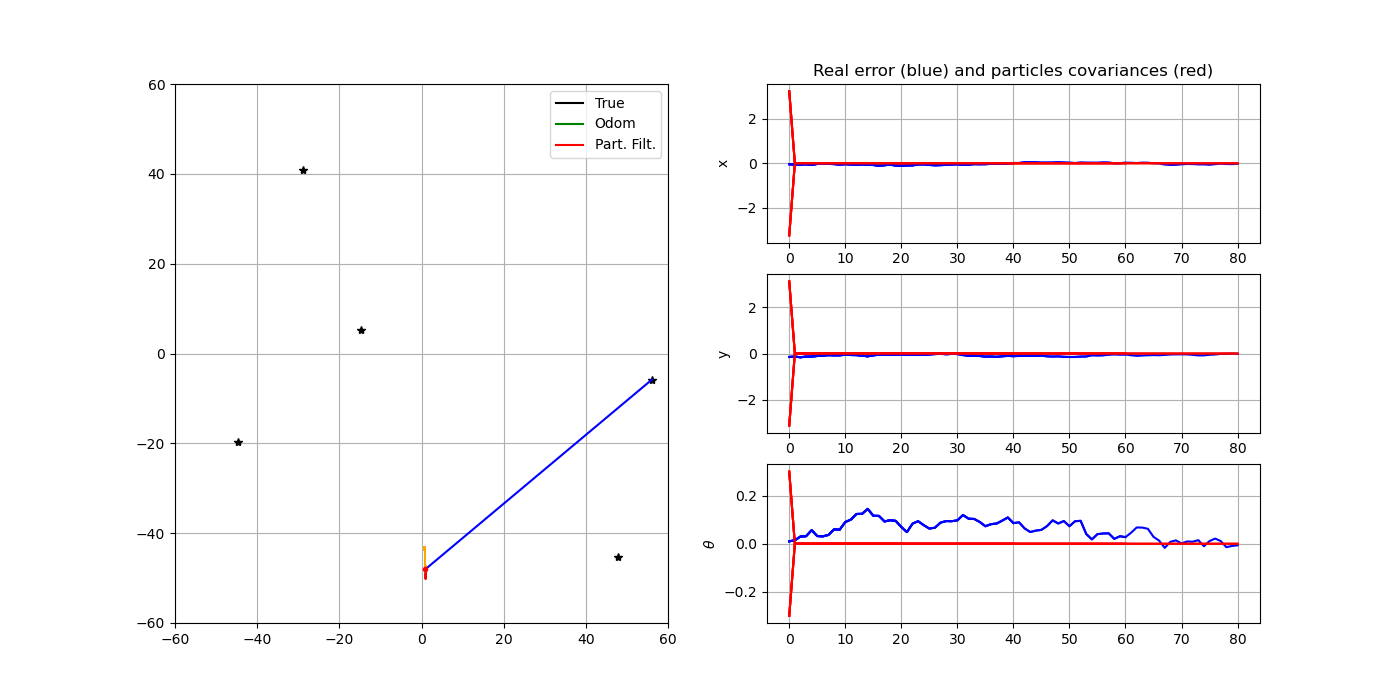 60
40
20
0
−20
−40
−60
−60 −40 −20 0 20 40 60
True
Odom
Part. Filt.
Real error (blue) and particles covariances (red)
x
2
0
−2
0 10 20 30 40 50 60 70 80
y
2
0
−2
0 10 20 30 40 50 60 70 80
θ
0.2
0.0
−0.2
0 10 20 30 40 50 60 70 80